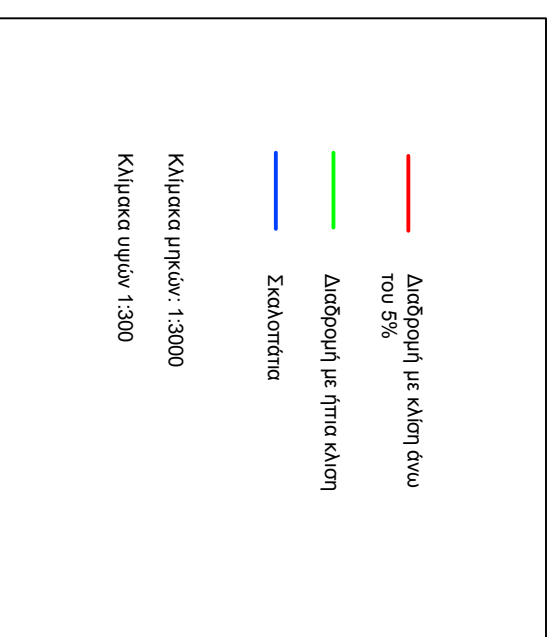 Διαδρομή με κλίση άνω
του 5%
Διαδρομή με ήπια κλιση
Σκαλοπάτια
Κλίμακα μηκών: 1:3000
Κλίμακα υψών 1:300